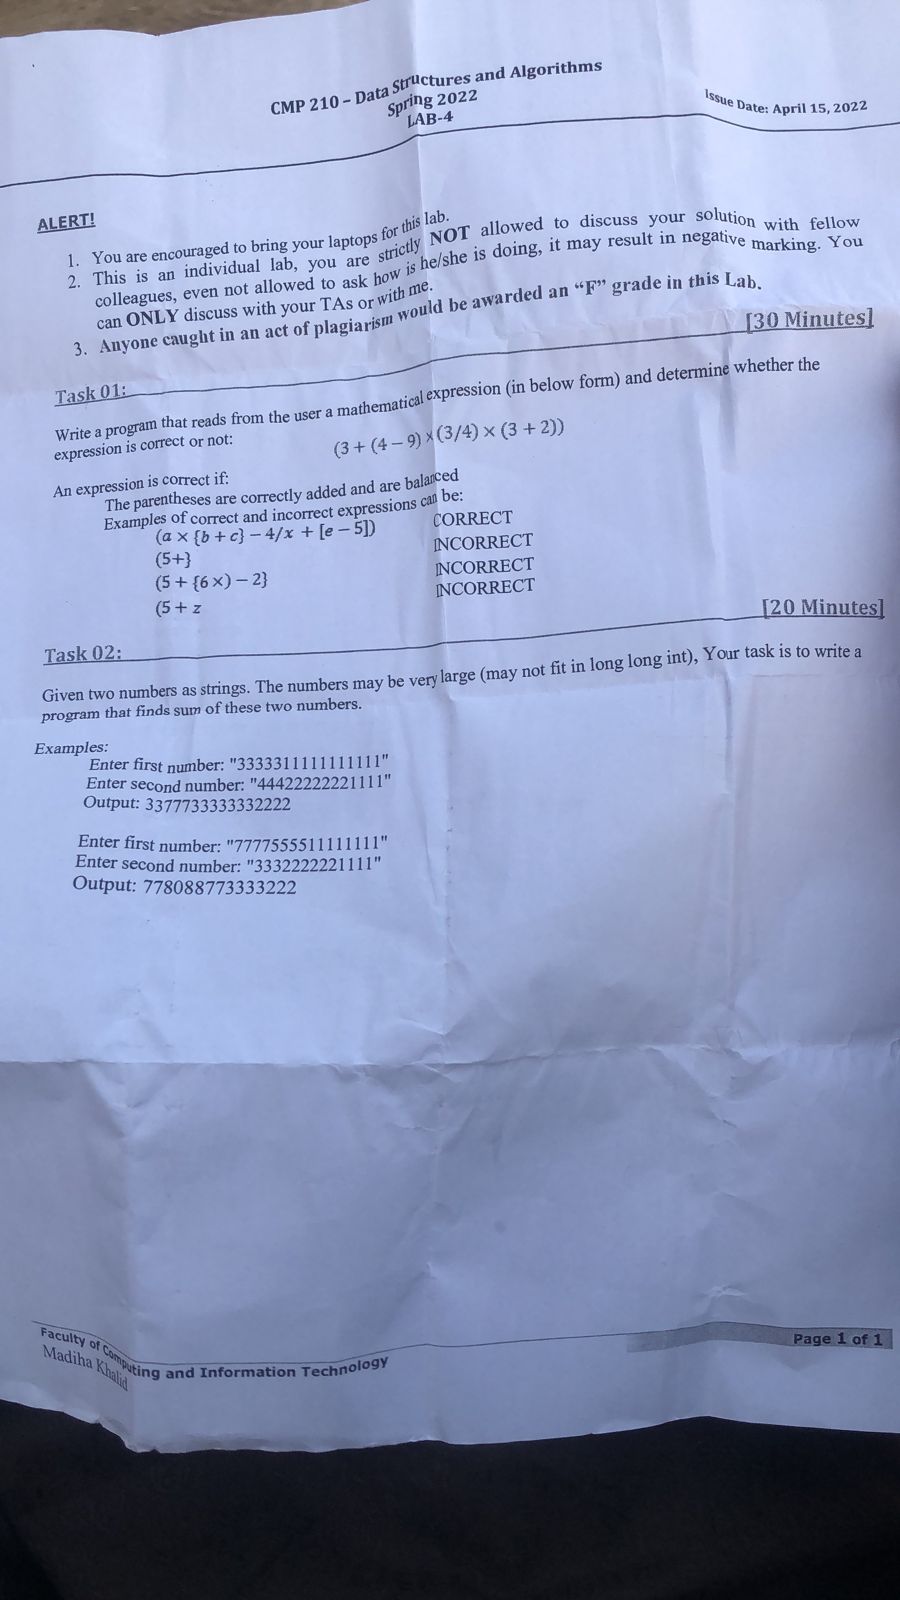 CMP 210 – Data Structures and Algorithms
Spring 2022
LAB-4
Issue Date: April 15, 2022
ALERT!
1. You are encouraged to bring your laptops for this lab.
2. This is an individual lab, you are strictly NOT allowed to discuss your solution with fellow
colleagues, even not allowed to ask how is he/she is doing, it may result in negative marking. You
can ONLY discuss with your TAs or with me.
3. Anyone caught in an act of plagiarism would be awarded an “F” grade in this Lab.
[30 Minutes]
Task 01:
Write a program that reads from the user a mathematical expression (in below form) and determine whether the
expression is correct or not:
(3 + (4 – 9) × (3/4) × (3 + 2))
An expression is correct if:
The parentheses are correctly added and are balanced
Examples of correct and incorrect expressions can be:
(a × {b + c} – 4/x + [e – 5]) CORRECT
(5+} INCORRECT
(5 + {6 ×) – 2} INCORRECT
(5 + z INCORRECT
[20 Minutes]
Task 02:
Given two numbers as strings. The numbers may be very large (may not fit in long long int), Your task is to write a
program that finds sum of these two numbers.
Examples:
Enter first number: "3333311111111111"
Enter second number: "44422222221111"
Output: 3377733333332222
Enter first number: "7777555511111111"
Enter second number: "3332222221111"
Output: 778088773333222
Faculty of Computing and Information Technology
Madiha Khalid
Page 1 of 1